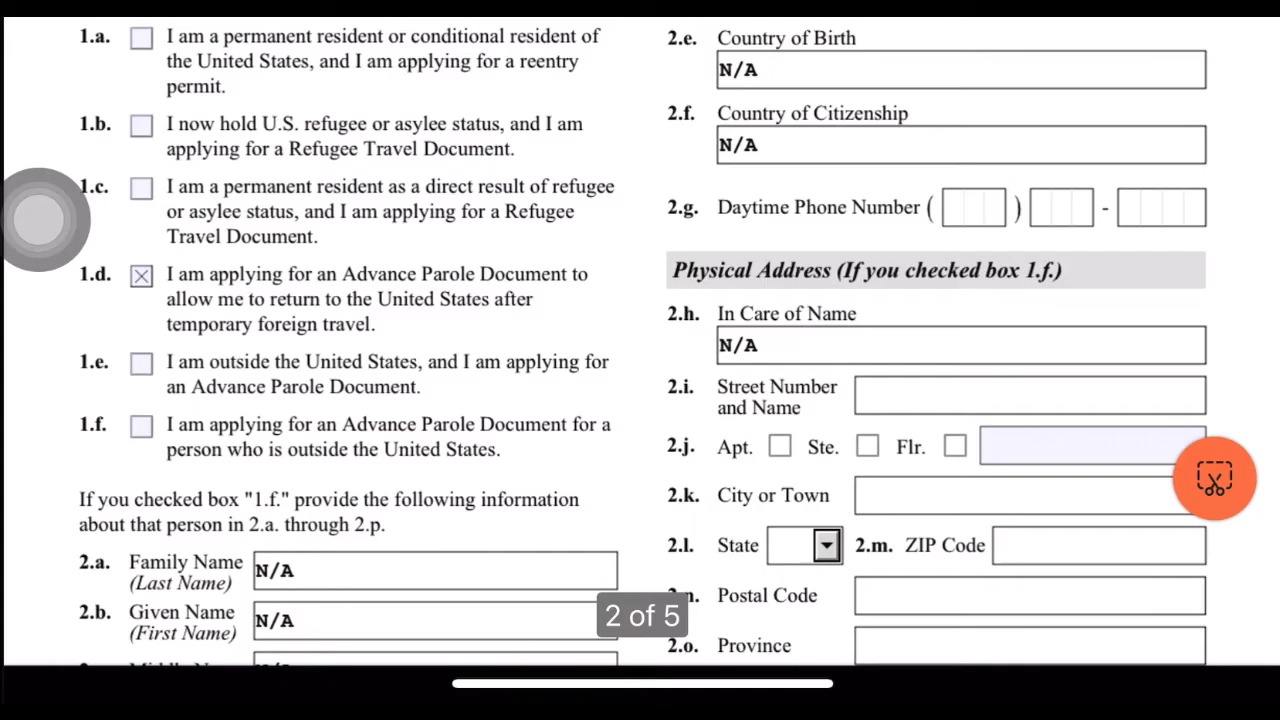 1.a. I am a permanent resident or conditional resident of
the United States, and I am applying for a reentry
permit.
1.b. I now hold U.S. refugee or asylee status, and I am
applying for a Refugee Travel Document.
1.c. I am a permanent resident as a direct result of refugee
or asylee status, and I am applying for a Refugee
Travel Document.
1.d. I am applying for an Advance Parole Document to
allow me to return to the United States after
temporary foreign travel.
1.e. I am outside the United States, and I am applying for
an Advance Parole Document.
1.f. I am applying for an Advance Parole Document for a
person who is outside the United States.
If you checked box "1.f." provide the following information
about that person in 2.a. through 2.p.
2.a. Family Name N/A
(Last Name)
2.b. Given Name N/A
(First Name)
2.e. Country of Birth
N/A
2.f. Country of Citizenship
N/A
2.g. Daytime Phone Number ( ) -
Physical Address (If you checked box 1.f.)
2.h. In Care of Name
N/A
2.i. Street Number
and Name
2.j. Apt. Ste. Flr.
2.k. City or Town
2.l. State 2.m. ZIP Code
Postal Code
2.o. Province
2 of 5